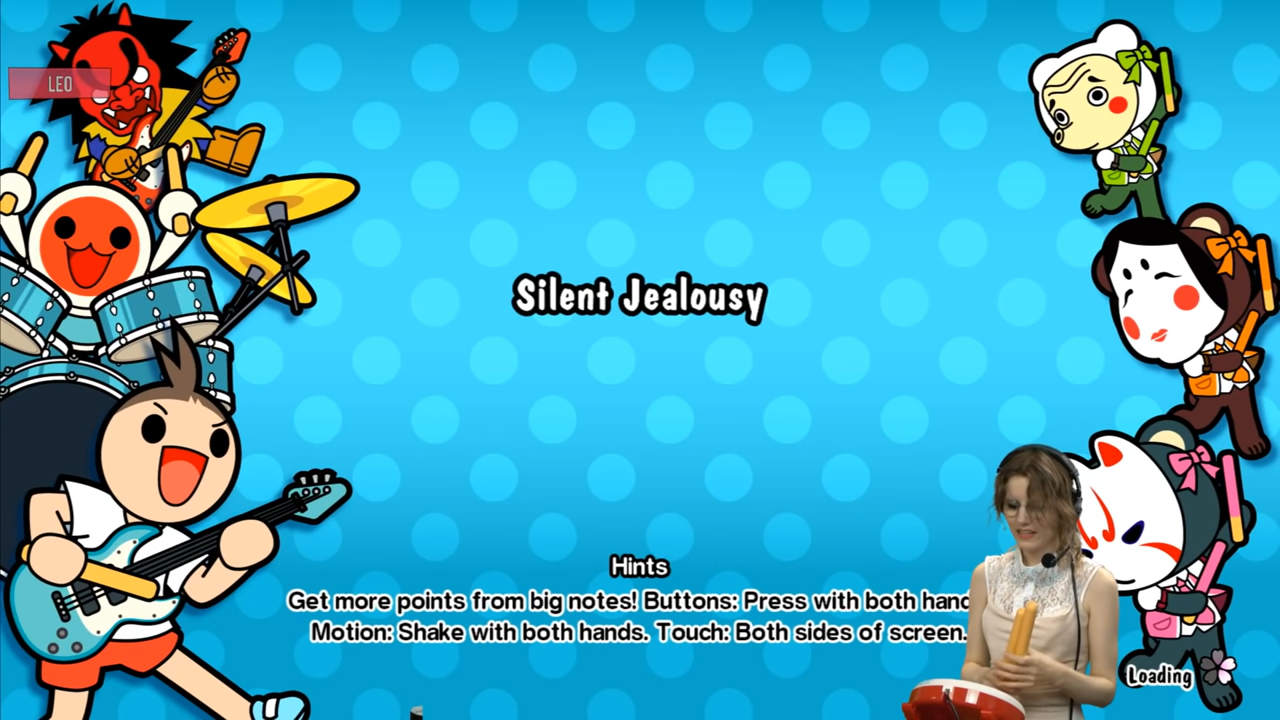 LEO
Silent Jealousy
Hints
Get more points from big notes! Buttons: Press with both hand
Motion: Shake with both hands. Touch: Both sides of screen.
Loading